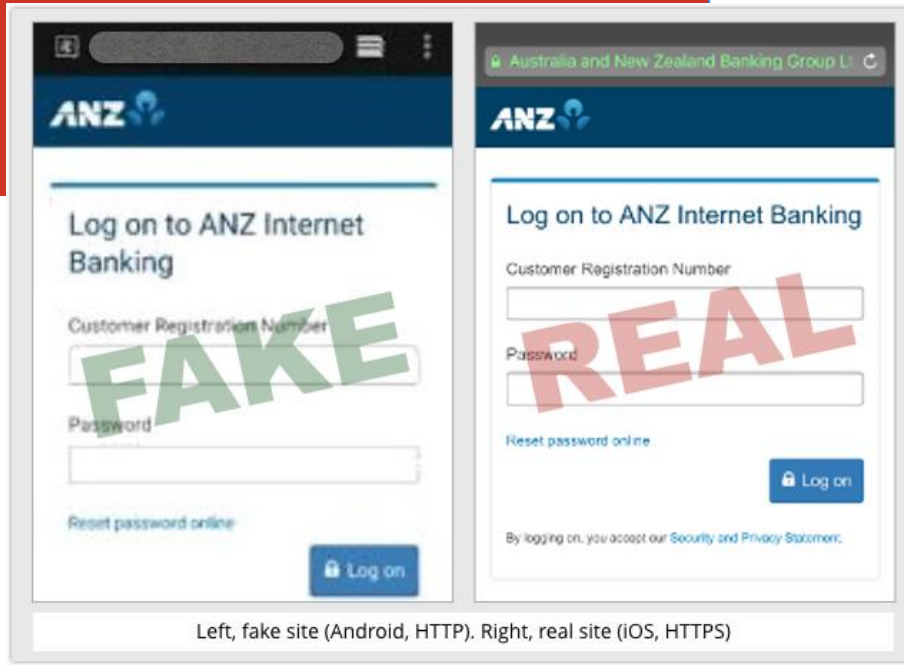 ANZ
Log on to ANZ Internet
Banking
Customer Registration Number
Password
Reset password online
Log on
FAKE
Australia and New Zealand Banking Group Lt
ANZ
Log on to ANZ Internet Banking
Customer Registration Number
Password
Reset password online
Log on
By logging on, you accept our Security and Privacy Statement.
REAL
Left, fake site (Android, HTTP). Right, real site (iOS, HTTPS)